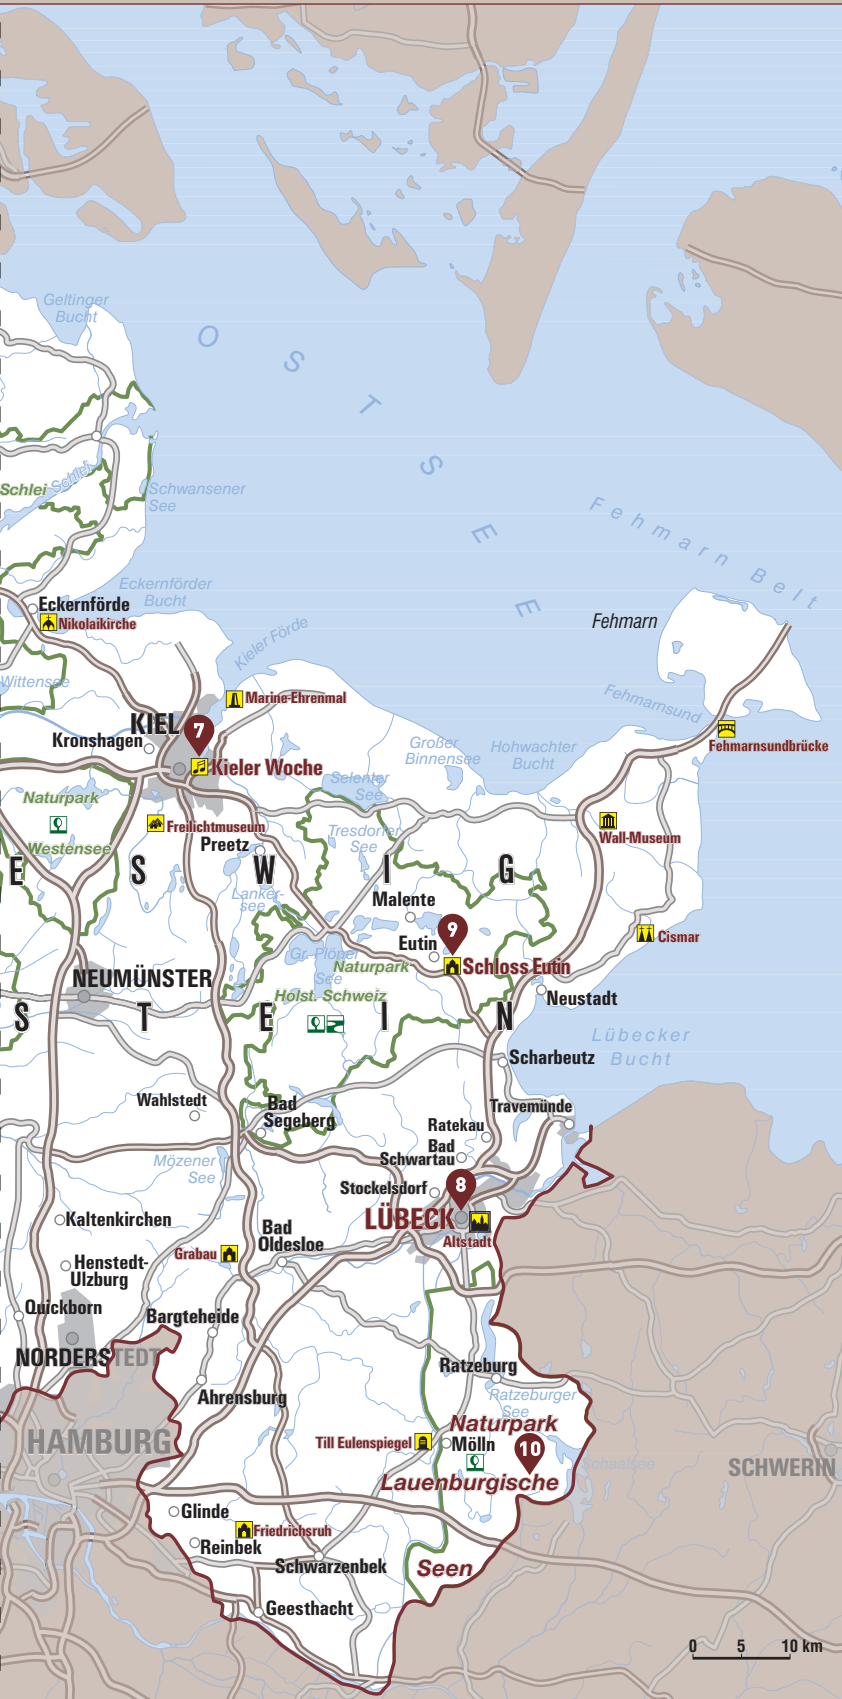 Geltinger
Bucht
O S T S E E
Schlei
Schlei
Schwansener
See
Fehmarn Belt
Eckernförder
Bucht
Eckernförde
Nikolaikirche
Fehmarn
Kieler Förde
Wittensee
Marine-Ehrenmal
Fehmarnsund
KIEL
7
Kronshagen
Kieler Woche
Großer
Binnensee
Hohwachter
Bucht
Fehmarnsundbrücke
Selenter
See
Naturpark
Westensee
Freilichtmuseum
Preetz
Tresdorfer
See
Wall-Museum
E S W I G
Lanker-
see
Malente
9
Eutin
Cismar
Gr. Plöner
See
Naturpark
Holst. Schweiz
Schloss Eutin
NEUMÜNSTER
Neustadt
S T E I N
Lübecker
Bucht
Scharbeutz
Wahlstedt
Bad
Segeberg
Travemünde
Ratekau
Bad
Schwartau
Mözener
See
Stockelsdorf
8
LÜBECK
Kaltenkirchen
Altstadt
Grabau
Bad
Oldesloe
Henstedt-
Ulzburg
Quickborn
Bargteheide
NORDERSTEDT
Ratzeburg
Ahrensburg
Ratzeburger
See
Naturpark
HAMBURG
Till Eulenspiegel
Mölln
10
Schaalsee
SCHWERIN
Lauenburgische
Glinde
Friedrichsruh
Reinbek
Schwarzenbek
Seen
Geesthacht
0 5 10 km